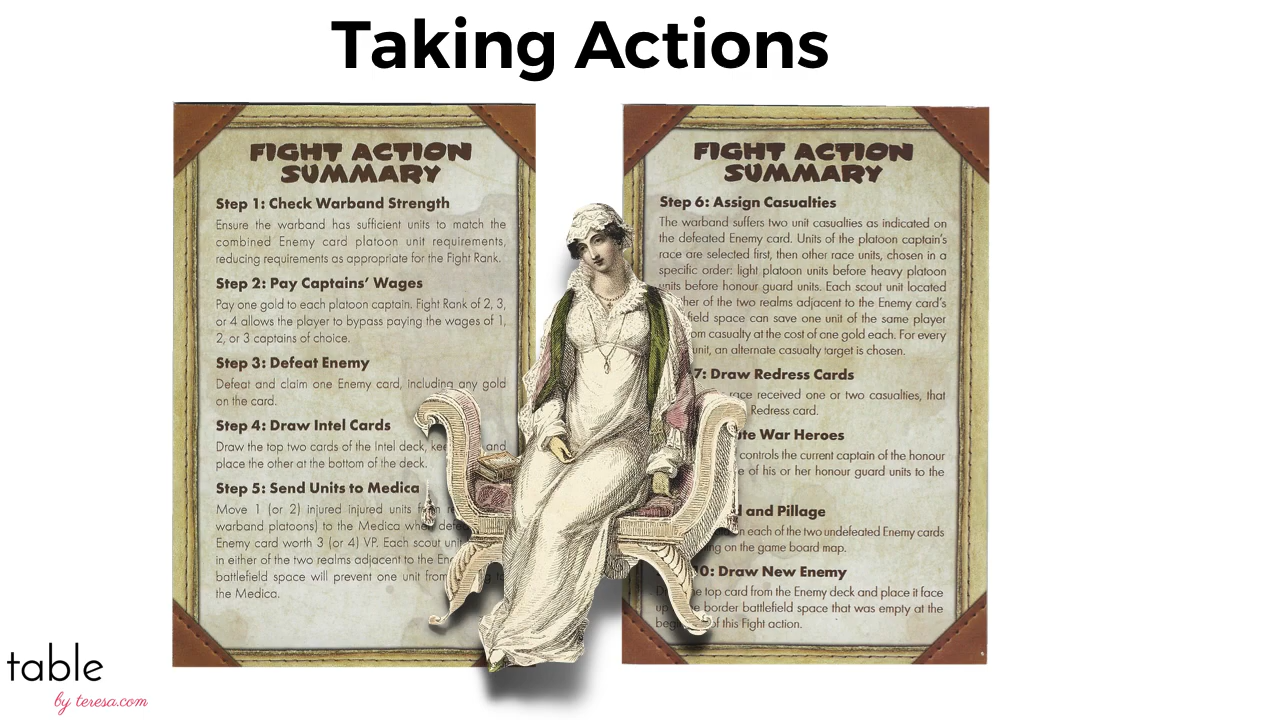 Taking Actions
FIGHT ACTION
SUMMARY
Step 1: Check Warband Strength
Ensure the warband has sufficient units to match the
combined Enemy card platoon unit requirements,
reducing requirements as appropriate for the Fight Rank.
Step 2: Pay Captains' Wages
Pay one gold to each platoon captain. Fight Rank of 2, 3,
or 4 allows the player to bypass paying the wages of 1,
2, or 3 captains of choice.
Step 3: Defeat Enemy
Defeat and claim one Enemy card, including any gold
on the card.
Step 4: Draw Intel Cards
Draw the top two cards of the Intel deck, and
place the other at the bottom of the deck.
Step 5: Send Units to Medica
Move 1 (or 2) injured injured units
warband platoons) to the Medica
Enemy card worth 3 (or 4) VP. Each scout
in either of the two realms adjacent to the
battlefield space will prevent one unit
the Medica.
FIGHT ACTION
SUMMARY
Step 6: Assign Casualties
The warband suffers two unit casualties as indicated on
the defeated Enemy card. Units of the platoon captain's
race are selected first, then other race units, chosen in a
specific order: light platoon units before heavy platoon
units before honour guard units. Each scout unit located
of the two realms adjacent to the Enemy card's
space can save one unit of the same player
casualty at the cost of one gold each. For every
unit, an alternate casualty target is chosen.
7: Draw Redress Cards
race received one or two casualties, that
Redress card.
War Heroes
controls the current captain of the honour
of his or her honour guard units to the
and Pillage
on each of the two undefeated Enemy cards
on the game board map.
10: Draw New Enemy
top card from the Enemy deck and place it face
border battlefield space that was empty at the
of this Fight action.
table
by teresa.com